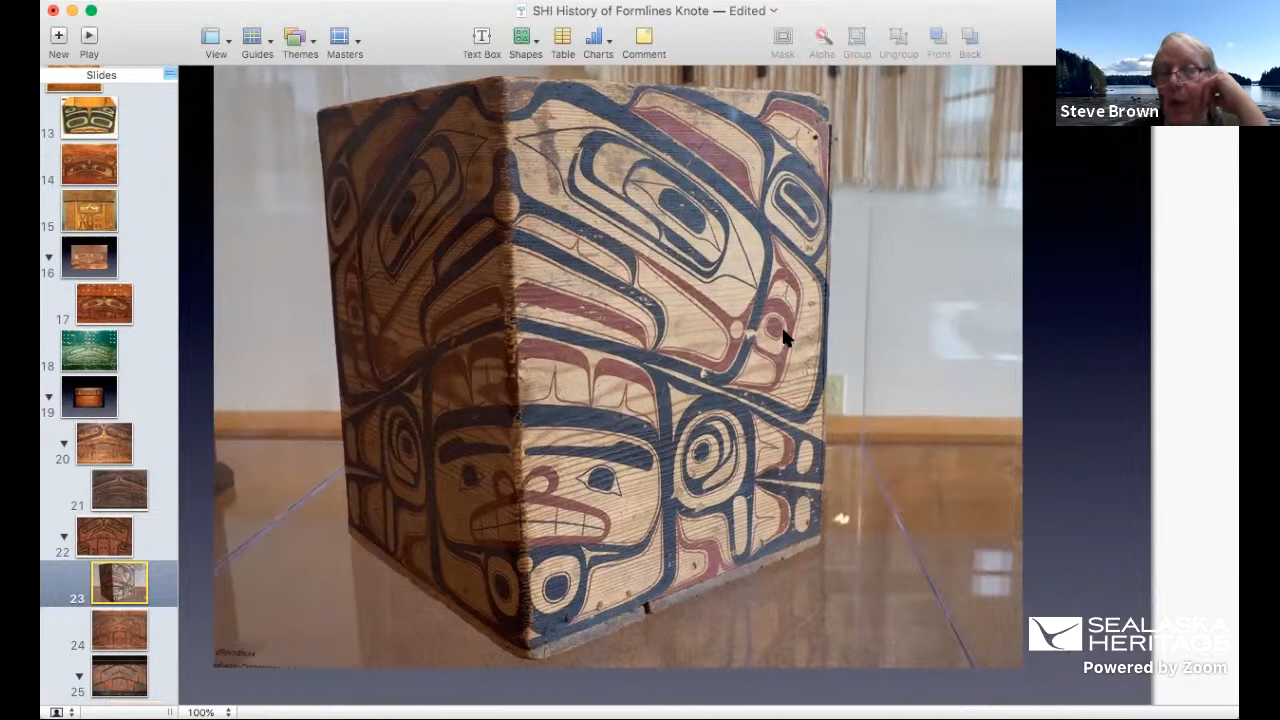 SHI History of Formlines Knote — Edited
New Play View Guides Themes Masters Text Box Shapes Table Charts Comment Mask Alpha Group Ungroup Front Back
Slides
13
14
15
16
17
18
19
20
21
22
23
24
25
100%
Steve Brown
Bentbox
SEALASKA
HERITAGE
Powered by Zoom